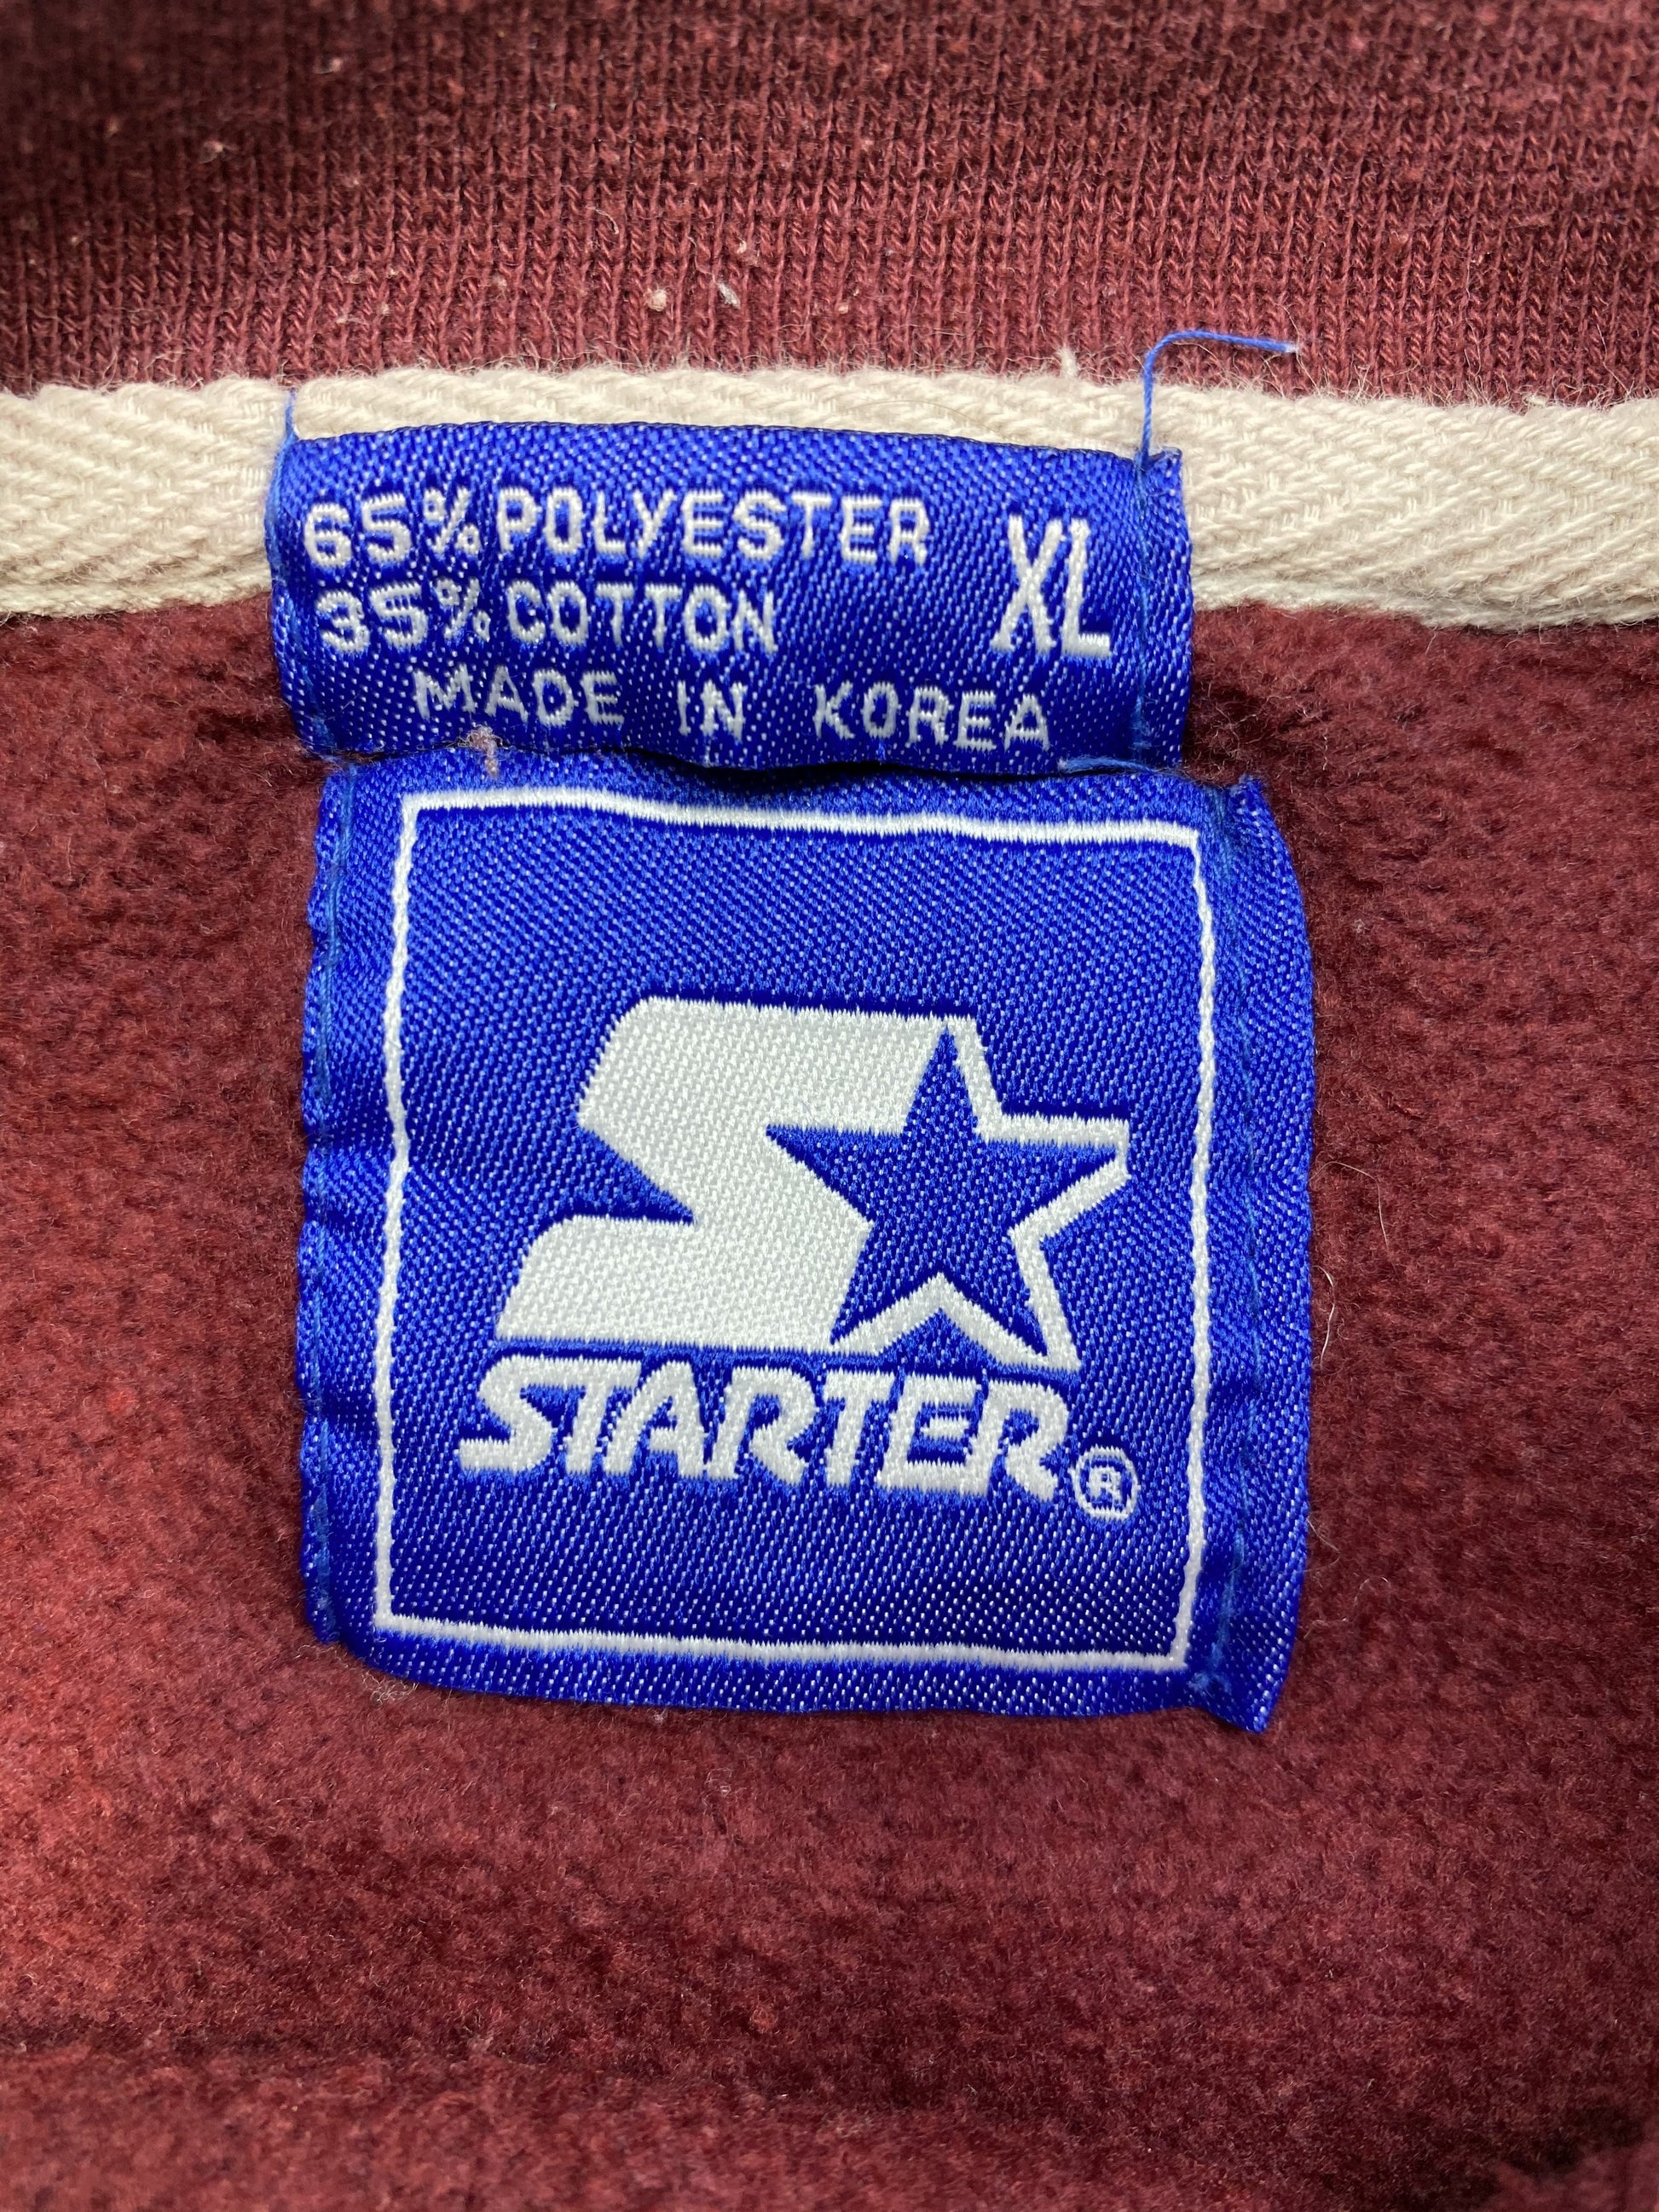 65% POLYESTER
35% COTTON
XL
MADE IN KOREA
STARTER®